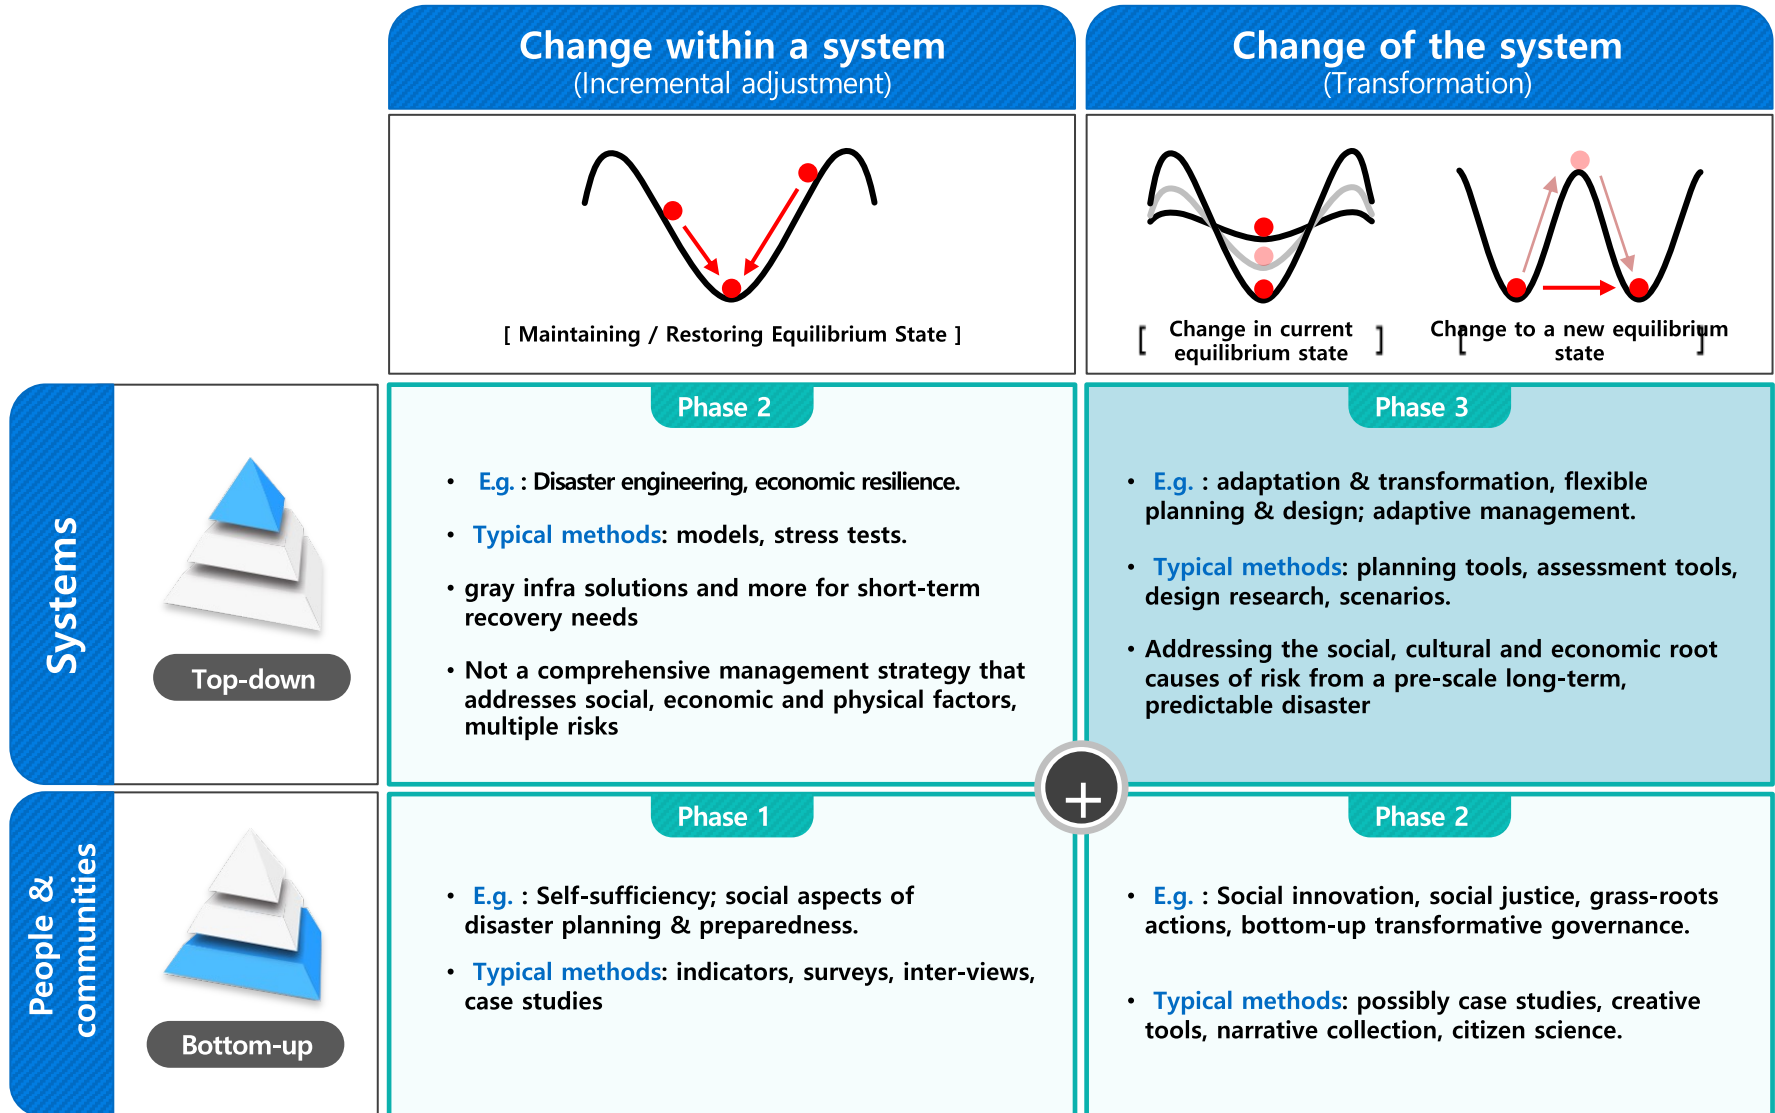 Change within a system
(Incremental adjustment)
Change of the system
(Transformation)
[ Maintaining / Restoring Equilibrium State ]
[ Change in current ]
equilibrium state
[ Change to a new equilibrium ]
state
Systems
Top-down
Phase 2
• E.g. : Disaster engineering, economic resilience.
• Typical methods: models, stress tests.
• gray infra solutions and more for short-term
recovery needs
• Not a comprehensive management strategy that
addresses social, economic and physical factors,
multiple risks
Phase 3
• E.g. : adaptation & transformation, flexible
planning & design; adaptive management.
• Typical methods: planning tools, assessment tools,
design research, scenarios.
• Addressing the social, cultural and economic root
causes of risk from a pre-scale long-term,
predictable disaster
+
People &
communities
Bottom-up
Phase 1
• E.g. : Self-sufficiency; social aspects of
disaster planning & preparedness.
• Typical methods: indicators, surveys, inter-views,
case studies
Phase 2
• E.g. : Social innovation, social justice, grass-roots
actions, bottom-up transformative governance.
• Typical methods: possibly case studies, creative
tools, narrative collection, citizen science.